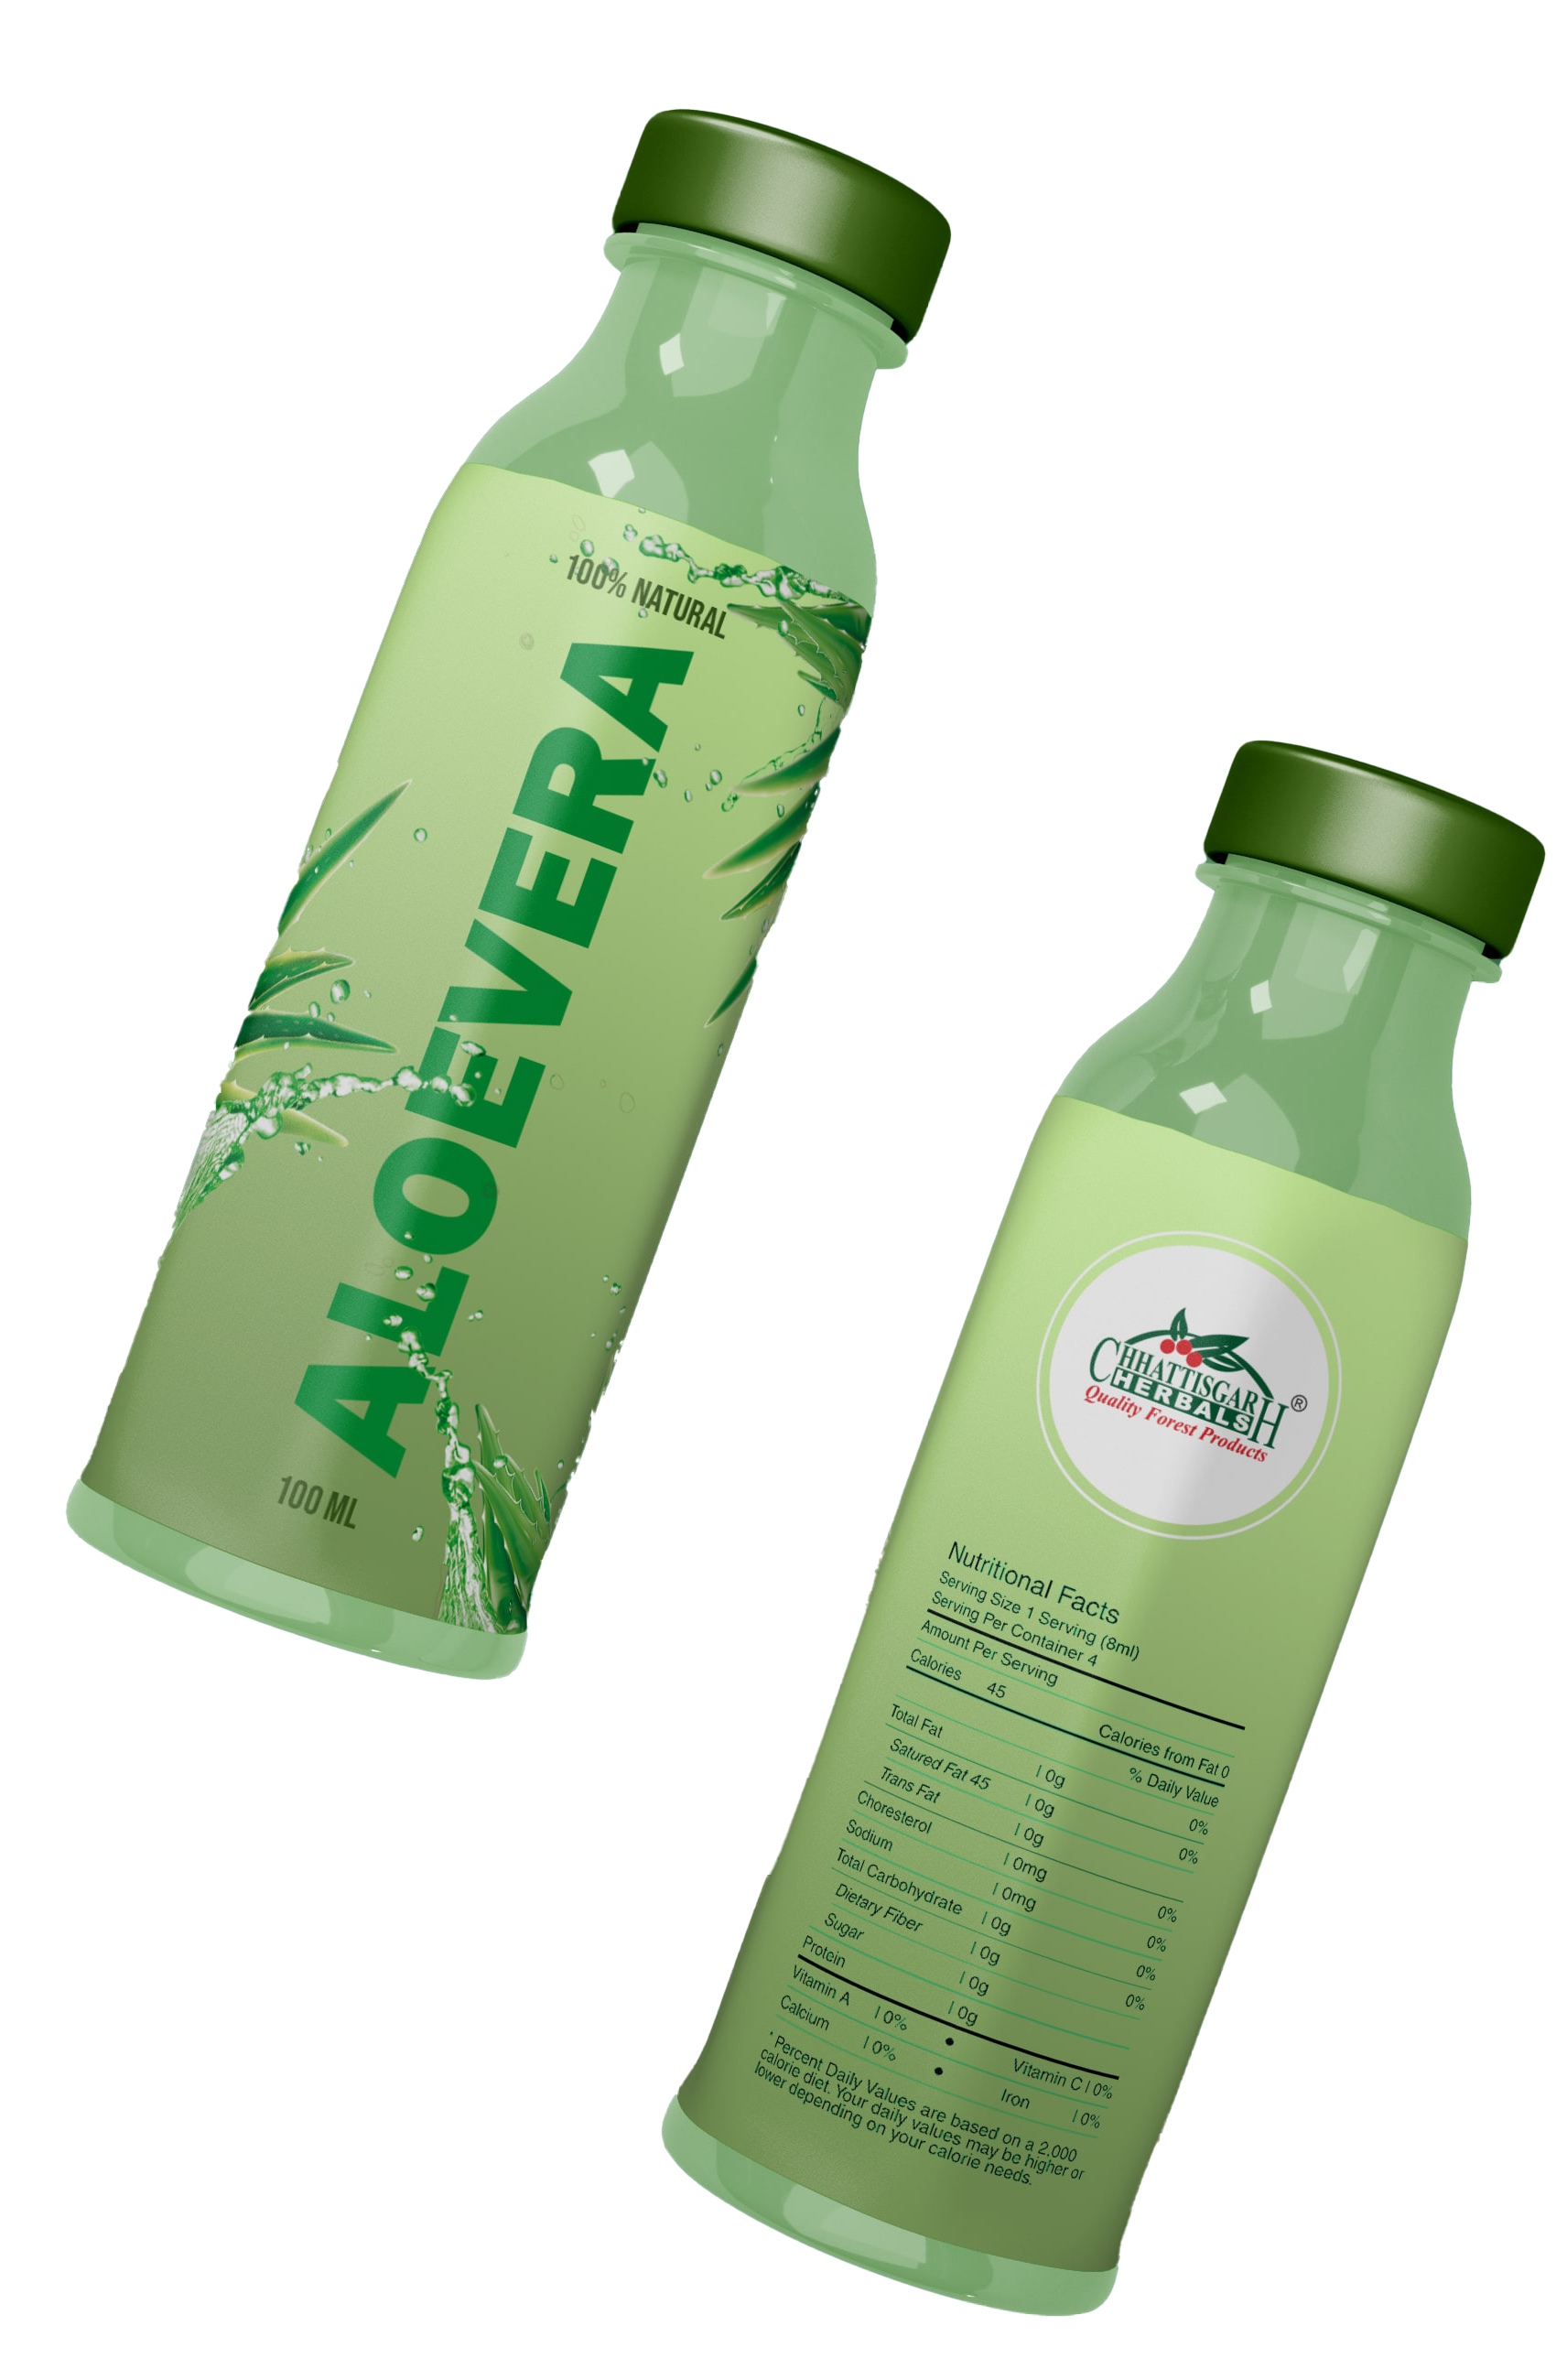 100% NATURAL
ALOEVERA
100 ML
CHHATTISGARH
HERBALS
®
Quality Forest Products
Nutritional Facts
Serving Size 1 Serving (8ml)
Serving Per Container 4
Amount Per Serving
Calories 45 Calories from Fat 0
% Daily Value
Total Fat | 0g 0%
Satured Fat 45 | 0g 0%
Trans Fat | 0g
Choresterol | 0mg 0%
Sodium | 0mg 0%
Total Carbohydrate | 0g 0%
Dietary Fiber | 0g 0%
Sugar | 0g
Protein | 0g
Vitamin A | 0% • Vitamin C | 0%
Calcium | 0% • Iron | 0%
* Percent Daily Values are based on a 2.000
calorie diet. Your daily values may be higher or
lower depending on your calorie needs.